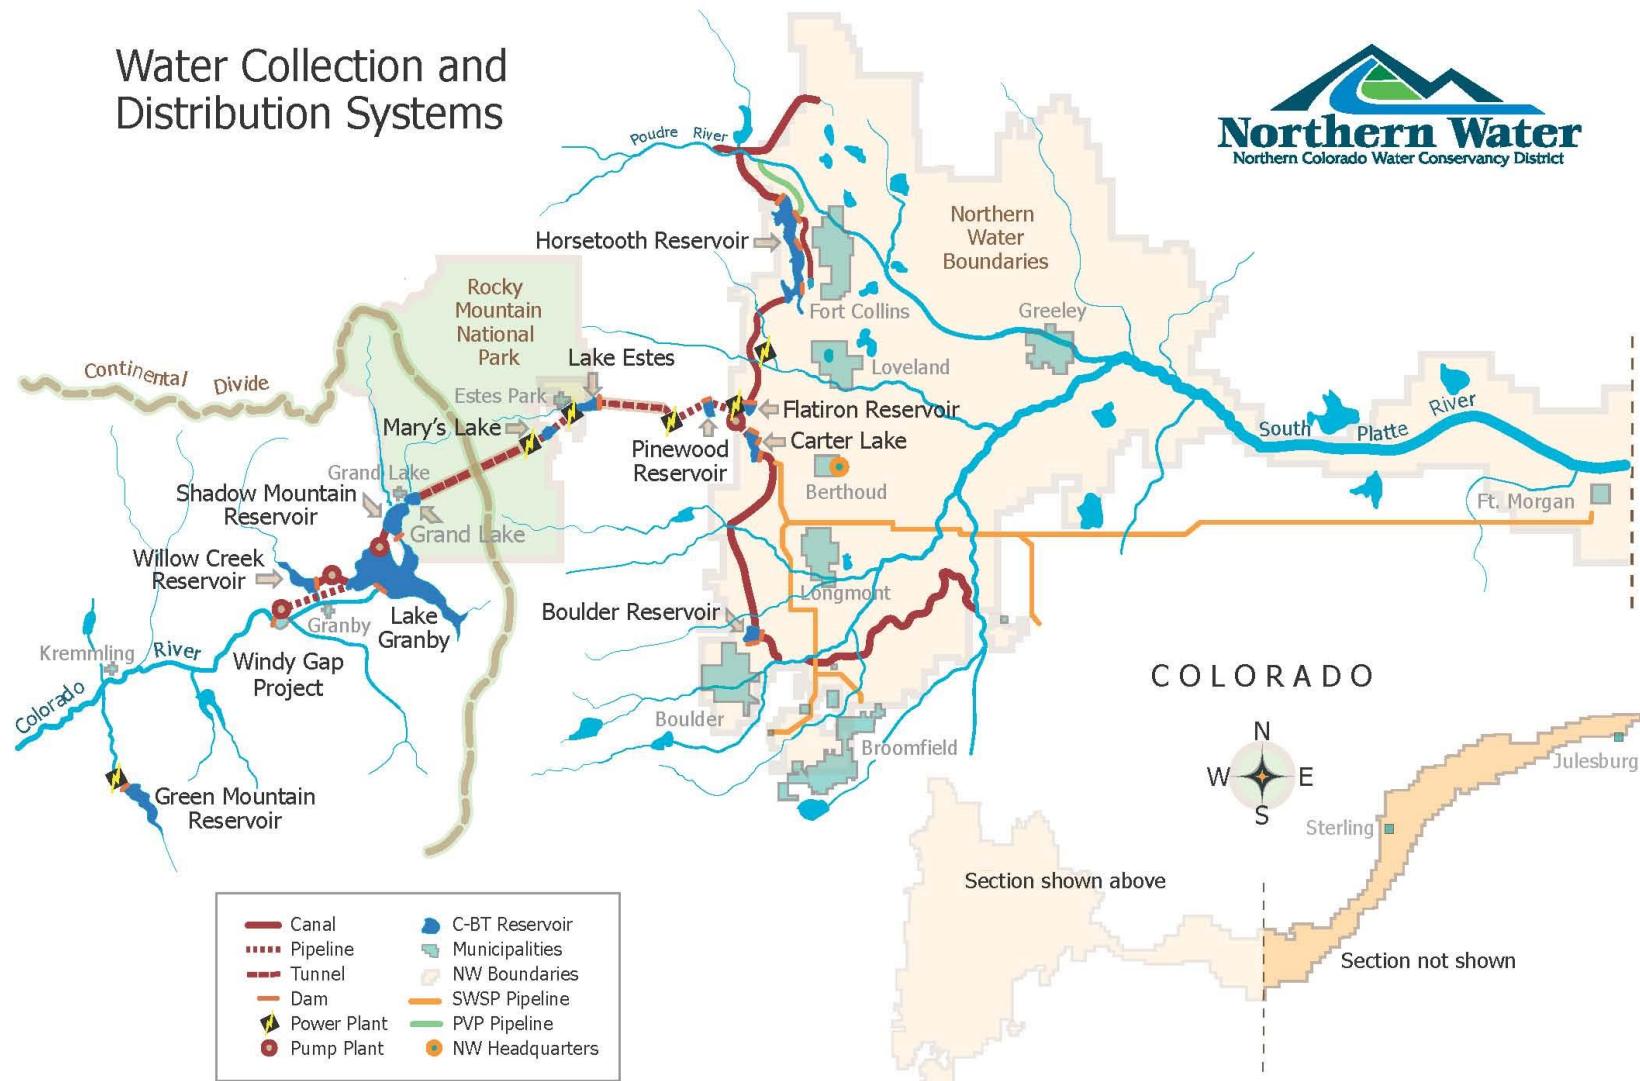 Water Collection and
Distribution Systems
Northern Water
Northern Colorado Water Conservancy District
Poudre River
Horsetooth Reservoir
Northern
Water
Boundaries
Rocky
Mountain
National
Park
Fort Collins
Greeley
Continental Divide
Lake Estes
Loveland
Estes Park
Flatiron Reservoir
Mary's Lake
Carter Lake
Pinewood
Reservoir
South Platte River
Grand Lake
Berthoud
Shadow Mountain
Reservoir
Ft. Morgan
Grand Lake
Willow Creek
Reservoir
Longmont
Boulder Reservoir
Lake
Granby
Granby
Kremmling
Colorado River
Windy Gap
Project
COLORADO
Boulder
Broomfield
N
W E
S
Julesburg
Green Mountain
Reservoir
Sterling
Section shown above
Section not shown
Canal
Pipeline
Tunnel
Dam
Power Plant
Pump Plant
C-BT Reservoir
Municipalities
NW Boundaries
SWSP Pipeline
PVP Pipeline
NW Headquarters